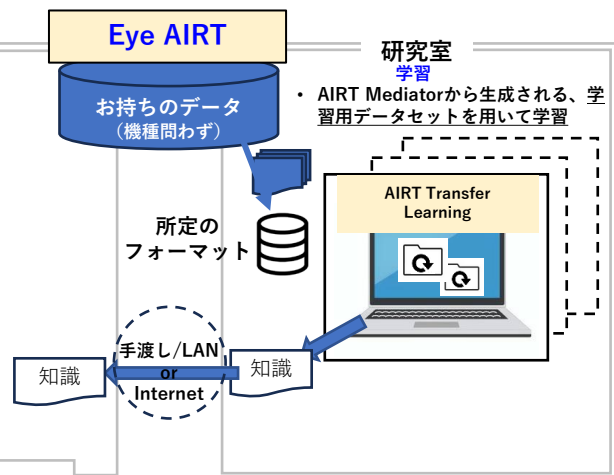 Eye AIRT
お持ちのデータ
（機種問わず）
研究室
学習
• AIRT Mediatorから生成される、学
習用データセットを用いて学習
所定の
フォーマット
AIRT Transfer
Learning
手渡し/LAN
or
Internet
知識
知識